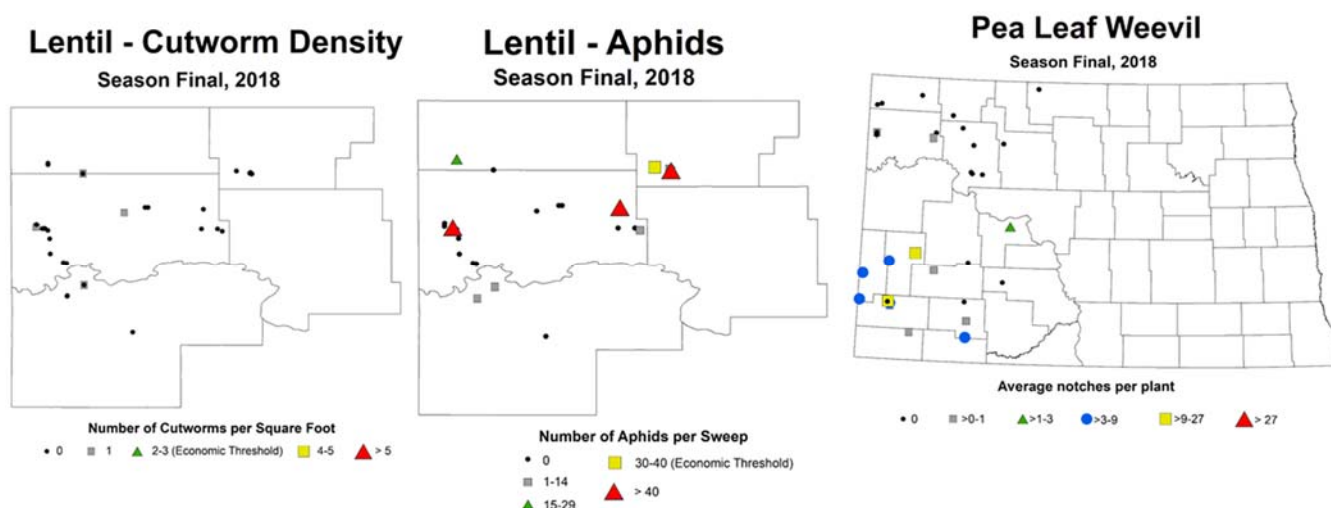 Lentil - Cutworm Density
Season Final, 2018
Number of Cutworms per Square Foot
0 1 2-3 (Economic Threshold) 4-5 > 5
Lentil - Aphids
Season Final, 2018
Number of Aphids per Sweep
0 30-40 (Economic Threshold)
1-14 > 40
15-29
Pea Leaf Weevil
Season Final, 2018
Average notches per plant
0 >0-1 >1-3 >3-9 >9-27 > 27